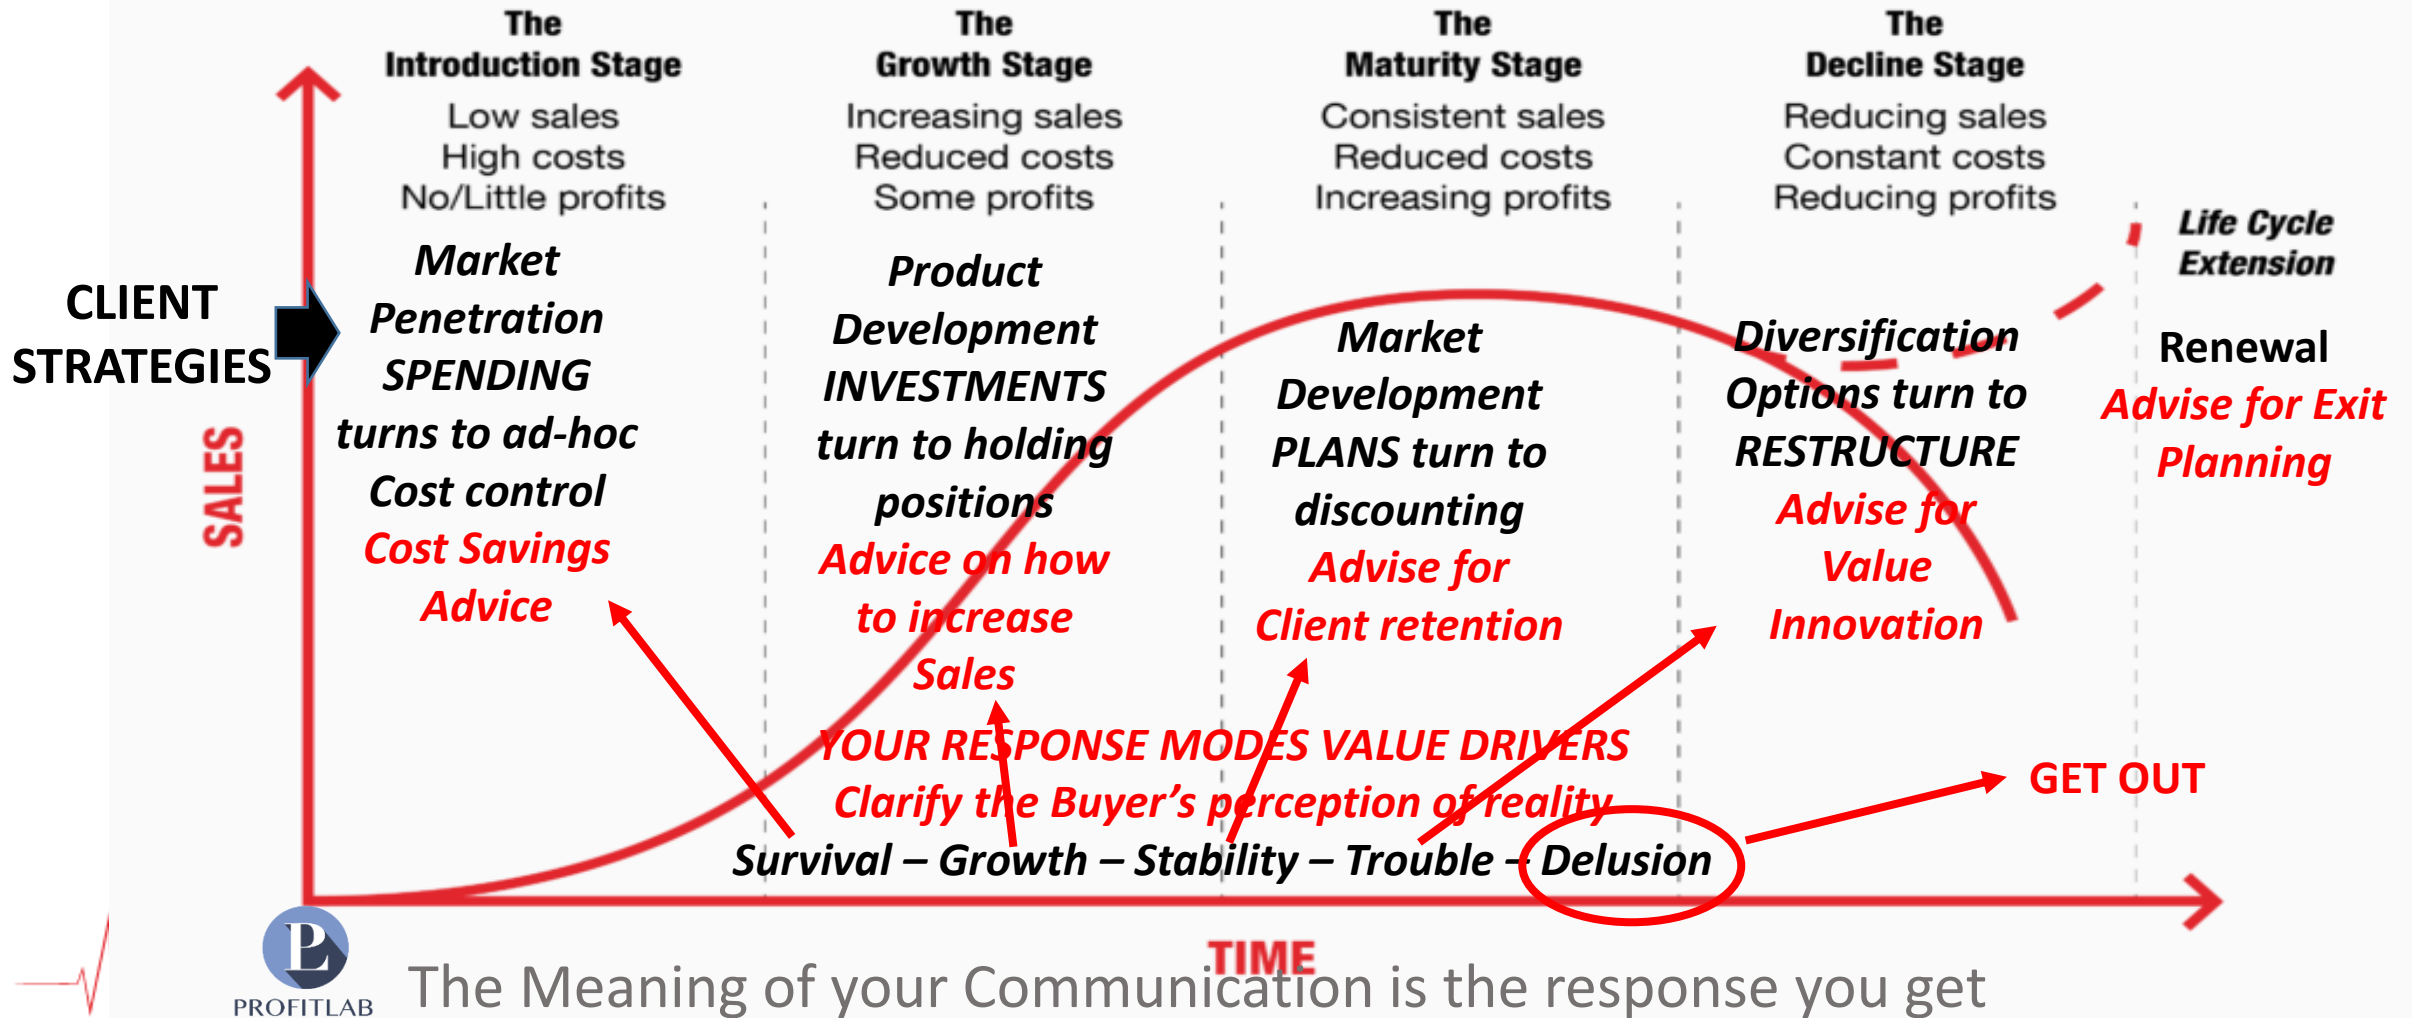 The
Introduction Stage
Low sales
High costs
No/Little profits
Market
Penetration
SPENDING
turns to ad-hoc
Cost control
Cost Savings
Advice
The
Growth Stage
Increasing sales
Reduced costs
Some profits
Product
Development
INVESTMENTS
turn to holding
positions
Advice on how
to increase
Sales
The
Maturity Stage
Consistent sales
Reduced costs
Increasing profits
Market
Development
PLANS turn to
discounting
Advise for
Client retention
The
Decline Stage
Reducing sales
Constant costs
Reducing profits
Diversification
Options turn to
RESTRUCTURE
Advise for
Value
Innovation
Life Cycle
Extension
Renewal
Advise for Exit
Planning
CLIENT
STRATEGIES
SALES
YOUR RESPONSE MODES VALUE DRIVERS
Clarify the Buyer's perception of reality
Survival – Growth – Stability – Trouble – Delusion
GET OUT
TIME
PL
PROFITLAB
The Meaning of your Communication is the response you get